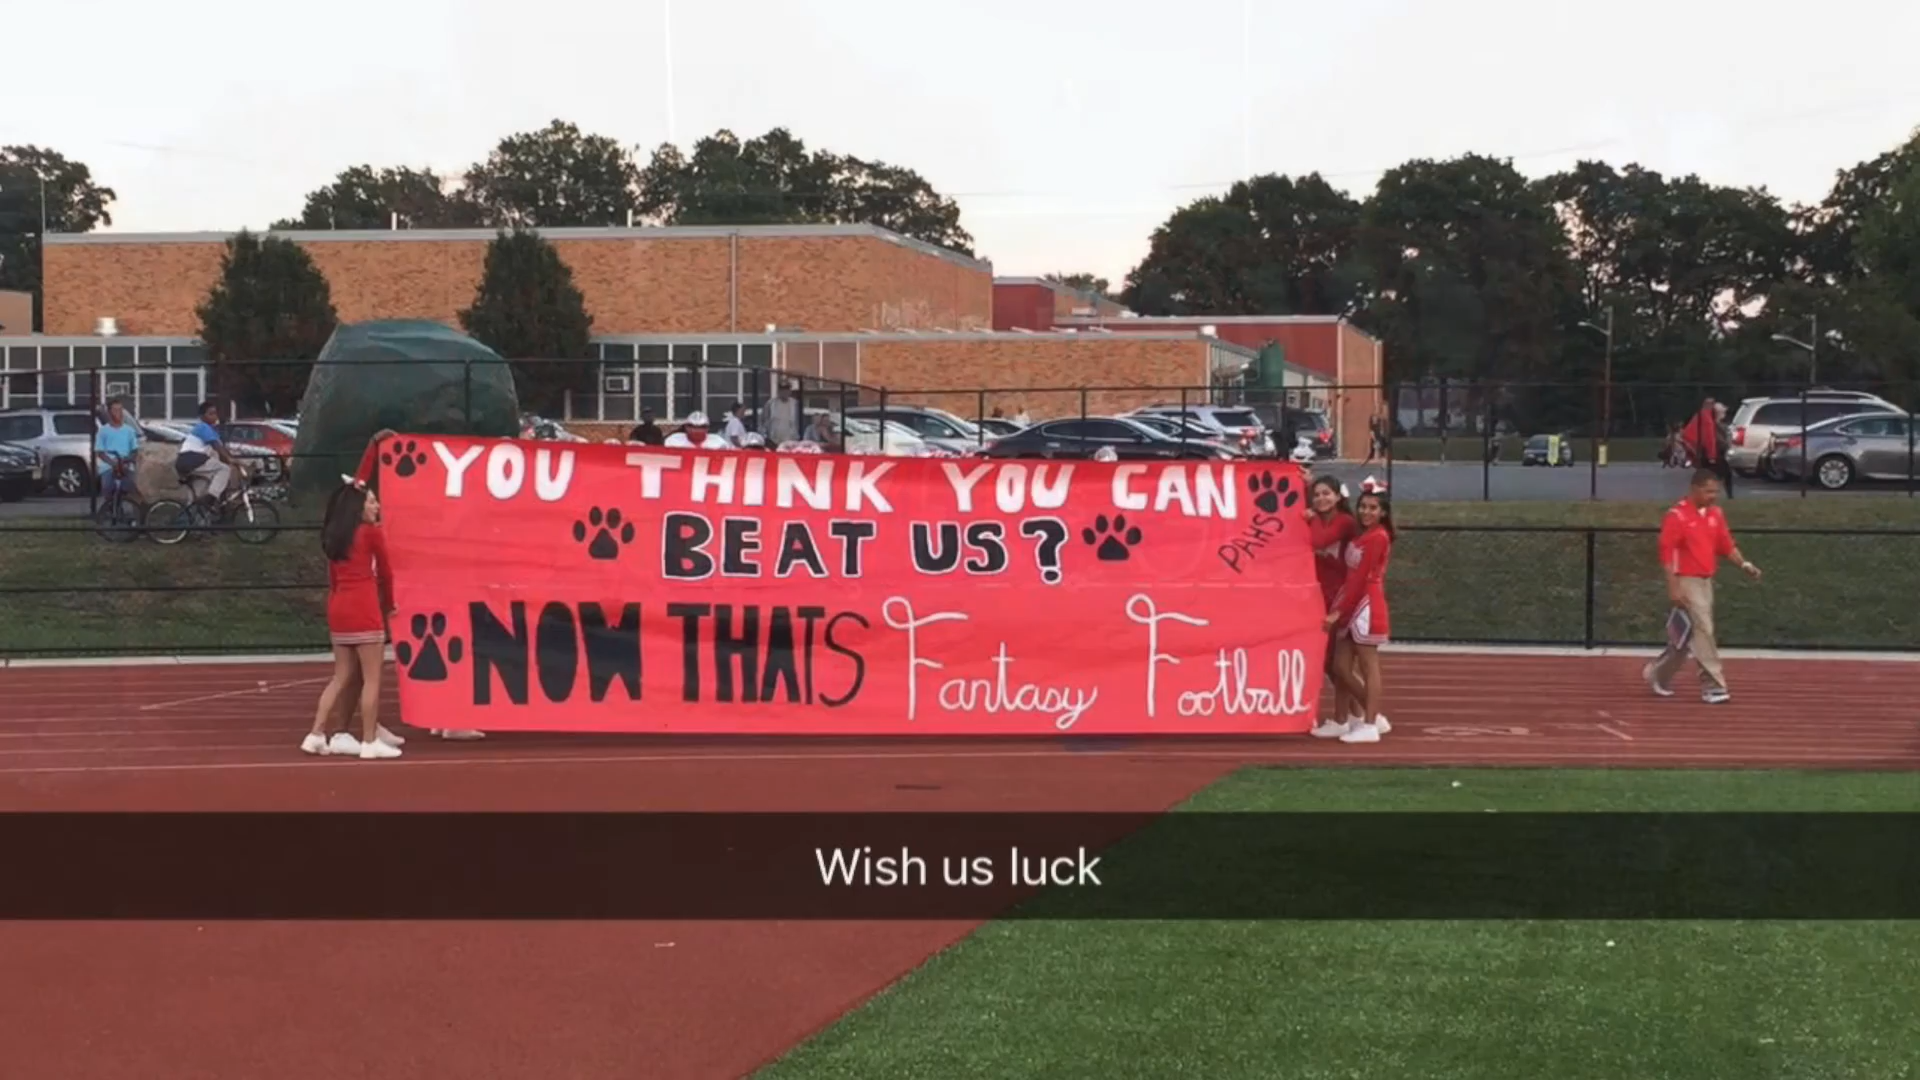 YOU THINK YOU CAN
BEAT US?
PAHS
NOW THATS Fantasy Football
Wish us luck